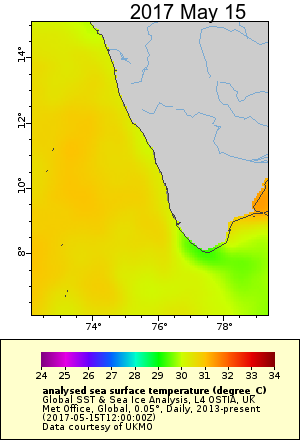 2017 May 15
14°
12°
10°
8°
74° 76° 78°
24 25 26 27 28 29 30 31 32 33 34
analysed sea surface temperature (degree_C)
Global SST & Sea Ice Analysis, L4 OSTIA, UK
Met Office, Global, 0.05°, Daily, 2013-present
(2017-05-15T12:00:00Z)
Data courtesy of UKMO